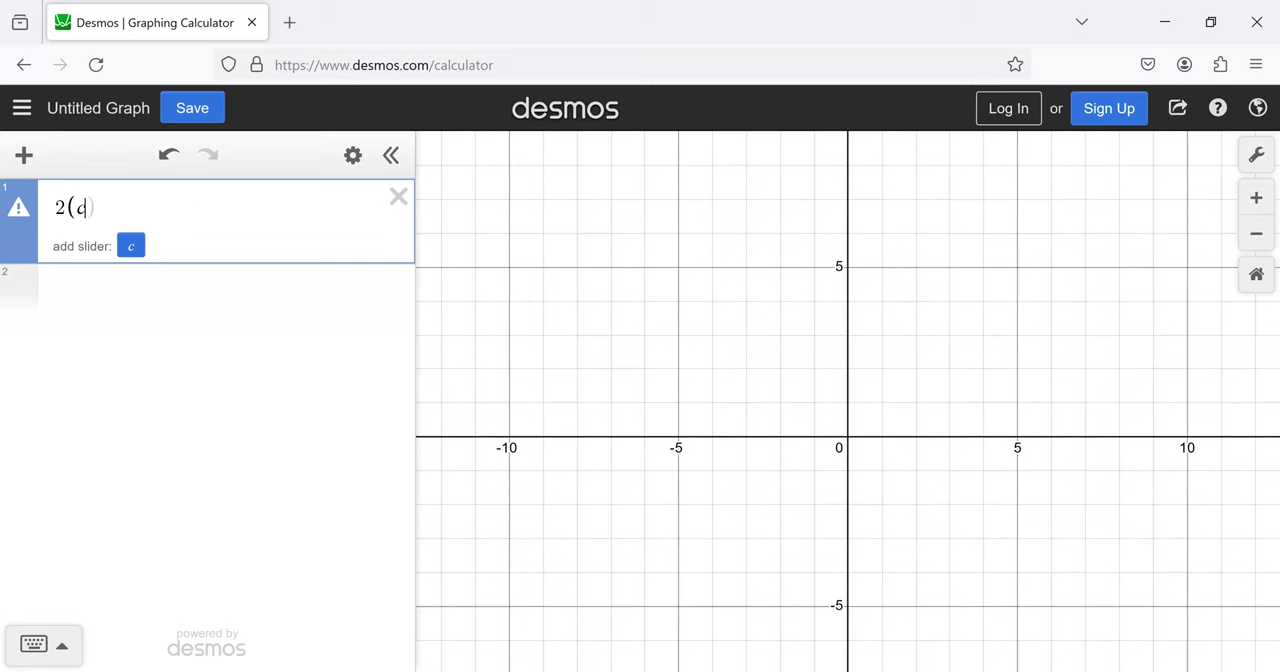 Desmos | Graphing Calculator
https://www.desmos.com/calculator
Untitled Graph
Save
desmos
Log In or Sign Up
1
2(c)
add slider: c
2
powered by
desmos
5
-10
-5
0
5
10
-5